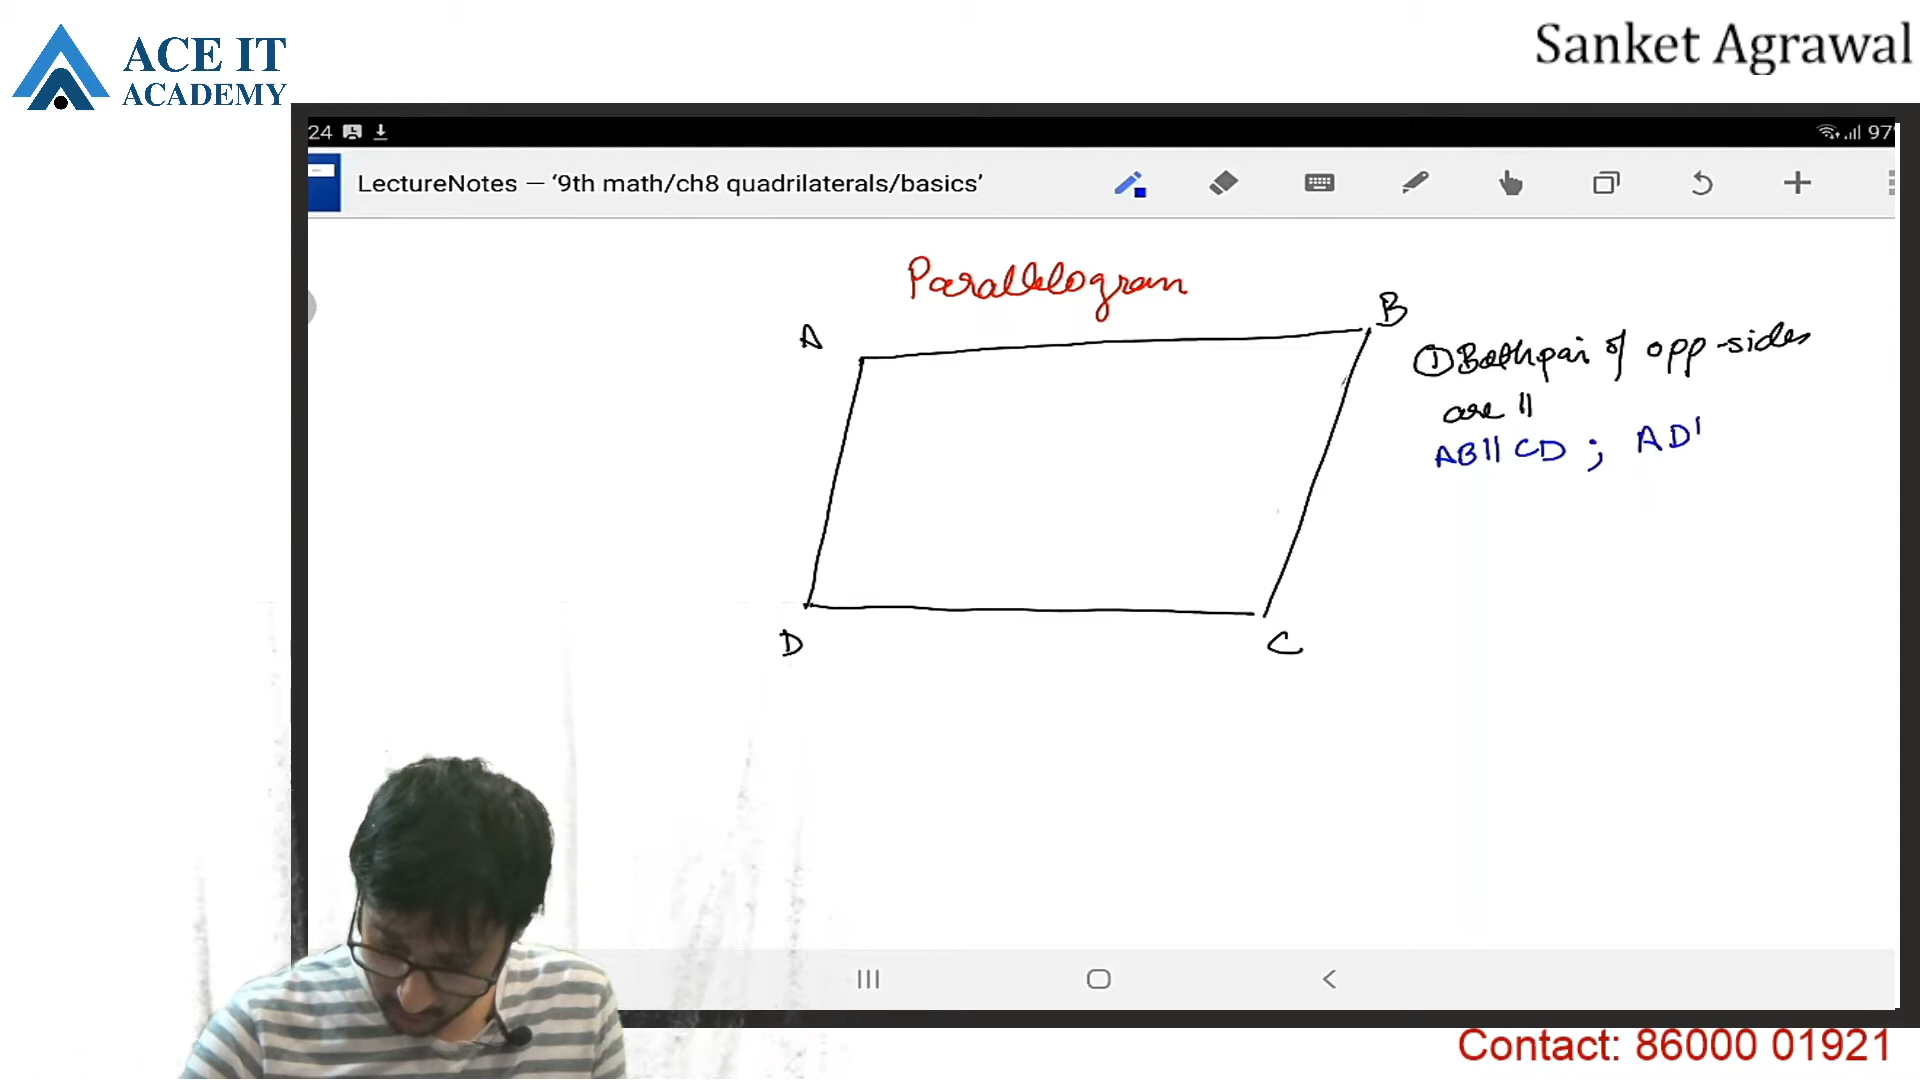 ACE IT
ACADEMY
Sanket Agrawal
24
97
LectureNotes — ‘9th math/ch8 quadrilaterals/basics’
Parallelogram
A
B
① Both pair of opp-sides
are ||
AB || CD ; AD |
D
C
Contact: 86000 01921